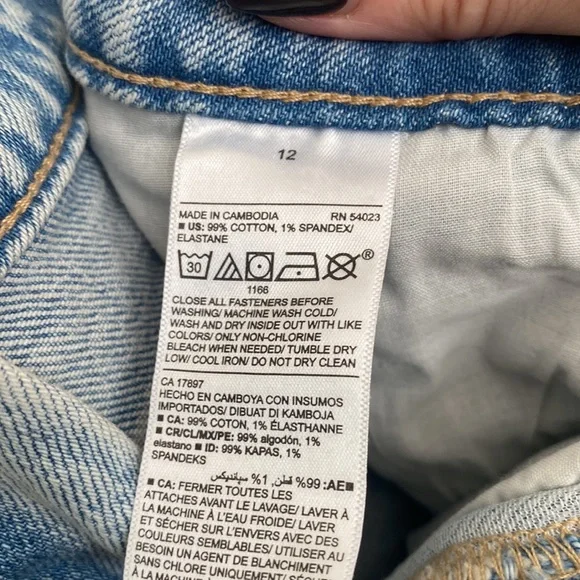 12
MADE IN CAMBODIA RN 54023
■ US: 99% COTTON, 1% SPANDEX/
ELASTANE
30 ®
1166
CLOSE ALL FASTENERS BEFORE
WASHING/ MACHINE WASH COLD/
WASH AND DRY INSIDE OUT WITH LIKE
COLORS/ ONLY NON-CHLORINE
BLEACH WHEN NEEDED/ TUMBLE DRY
LOW/ COOL IRON/ DO NOT DRY CLEAN
CA 17897
HECHO EN CAMBOYA CON INSUMOS
IMPORTADOS/ DIBUAT DI KAMBOJA
■ CA: 99% COTON, 1% ÉLASTHANNE
■ CR/CL/MX/PE: 99% algodón, 1%
elastano ■ ID: 99% KAPAS, 1%
SPANDEKS
■ AE: 99% قطن, 1% سباندیکس
■ CA: FERMER TOUTES LES
ATTACHES AVANT LE LAVAGE/ LAVER À
LA MACHINE À L'EAU FROIDE/ LAVER
ET SÉCHER SUR L'ENVERS AVEC DES
COULEURS SEMBLABLES/ UTILISER AU
BESOIN UN AGENT DE BLANCHIMENT
SANS CHLORE UNIQUEMENT/ SÉCHER